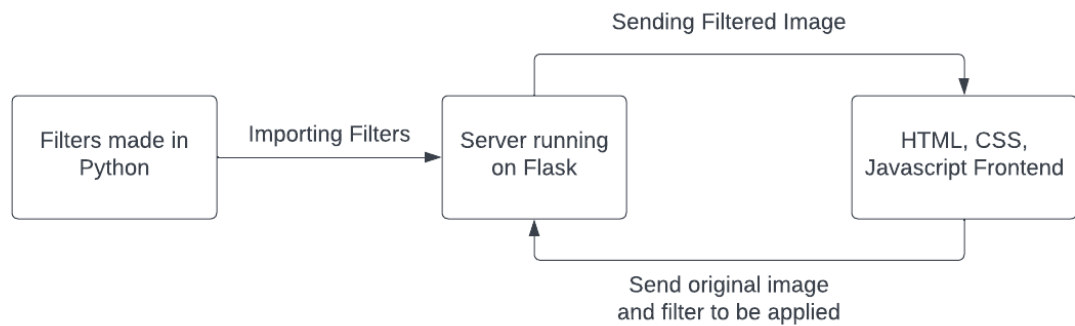 Sending Filtered Image
Filters made in
Python
Importing Filters
Server running
on Flask
HTML, CSS,
Javascript Frontend
Send original image
and filter to be applied